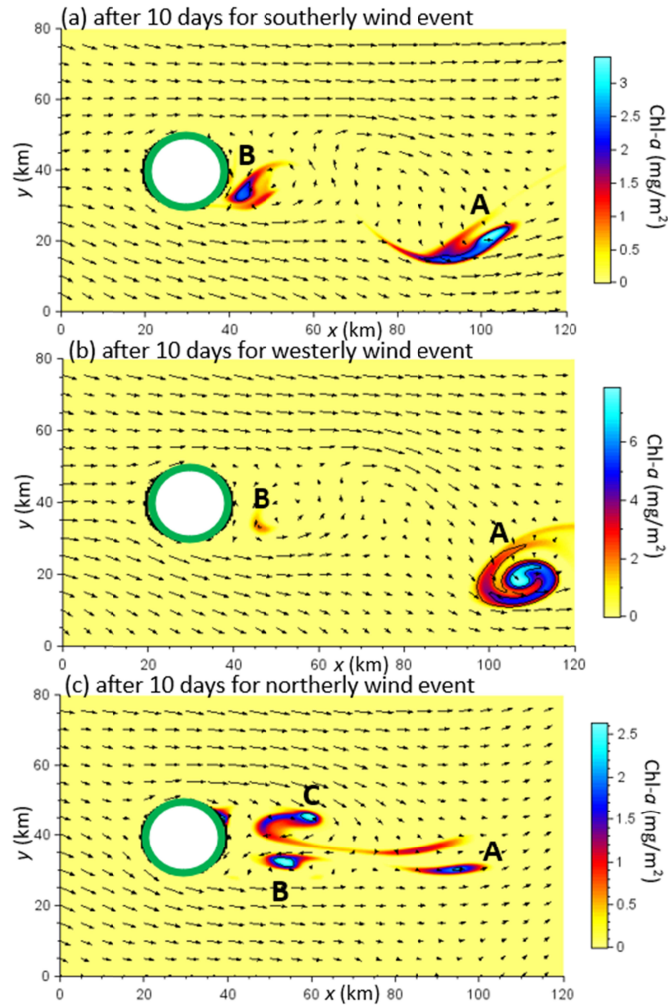 (a) after 10 days for southerly wind event
80
60
40
20
0
y (km)
B
A
0 20 40 60 80 100 120
x (km)
3
2.5
2
1.5
1
0.5
0
Chl-a (mg/m²)
(b) after 10 days for westerly wind event
80
60
40
20
0
y (km)
B
A
0 20 40 60 80 100 120
x (km)
6
4
2
0
Chl-a (mg/m²)
(c) after 10 days for northerly wind event
80
60
40
20
0
y (km)
C
B
A
0 20 40 60 80 100 120
x (km)
2.5
2
1.5
1
0.5
0
Chl-a (mg/m²)